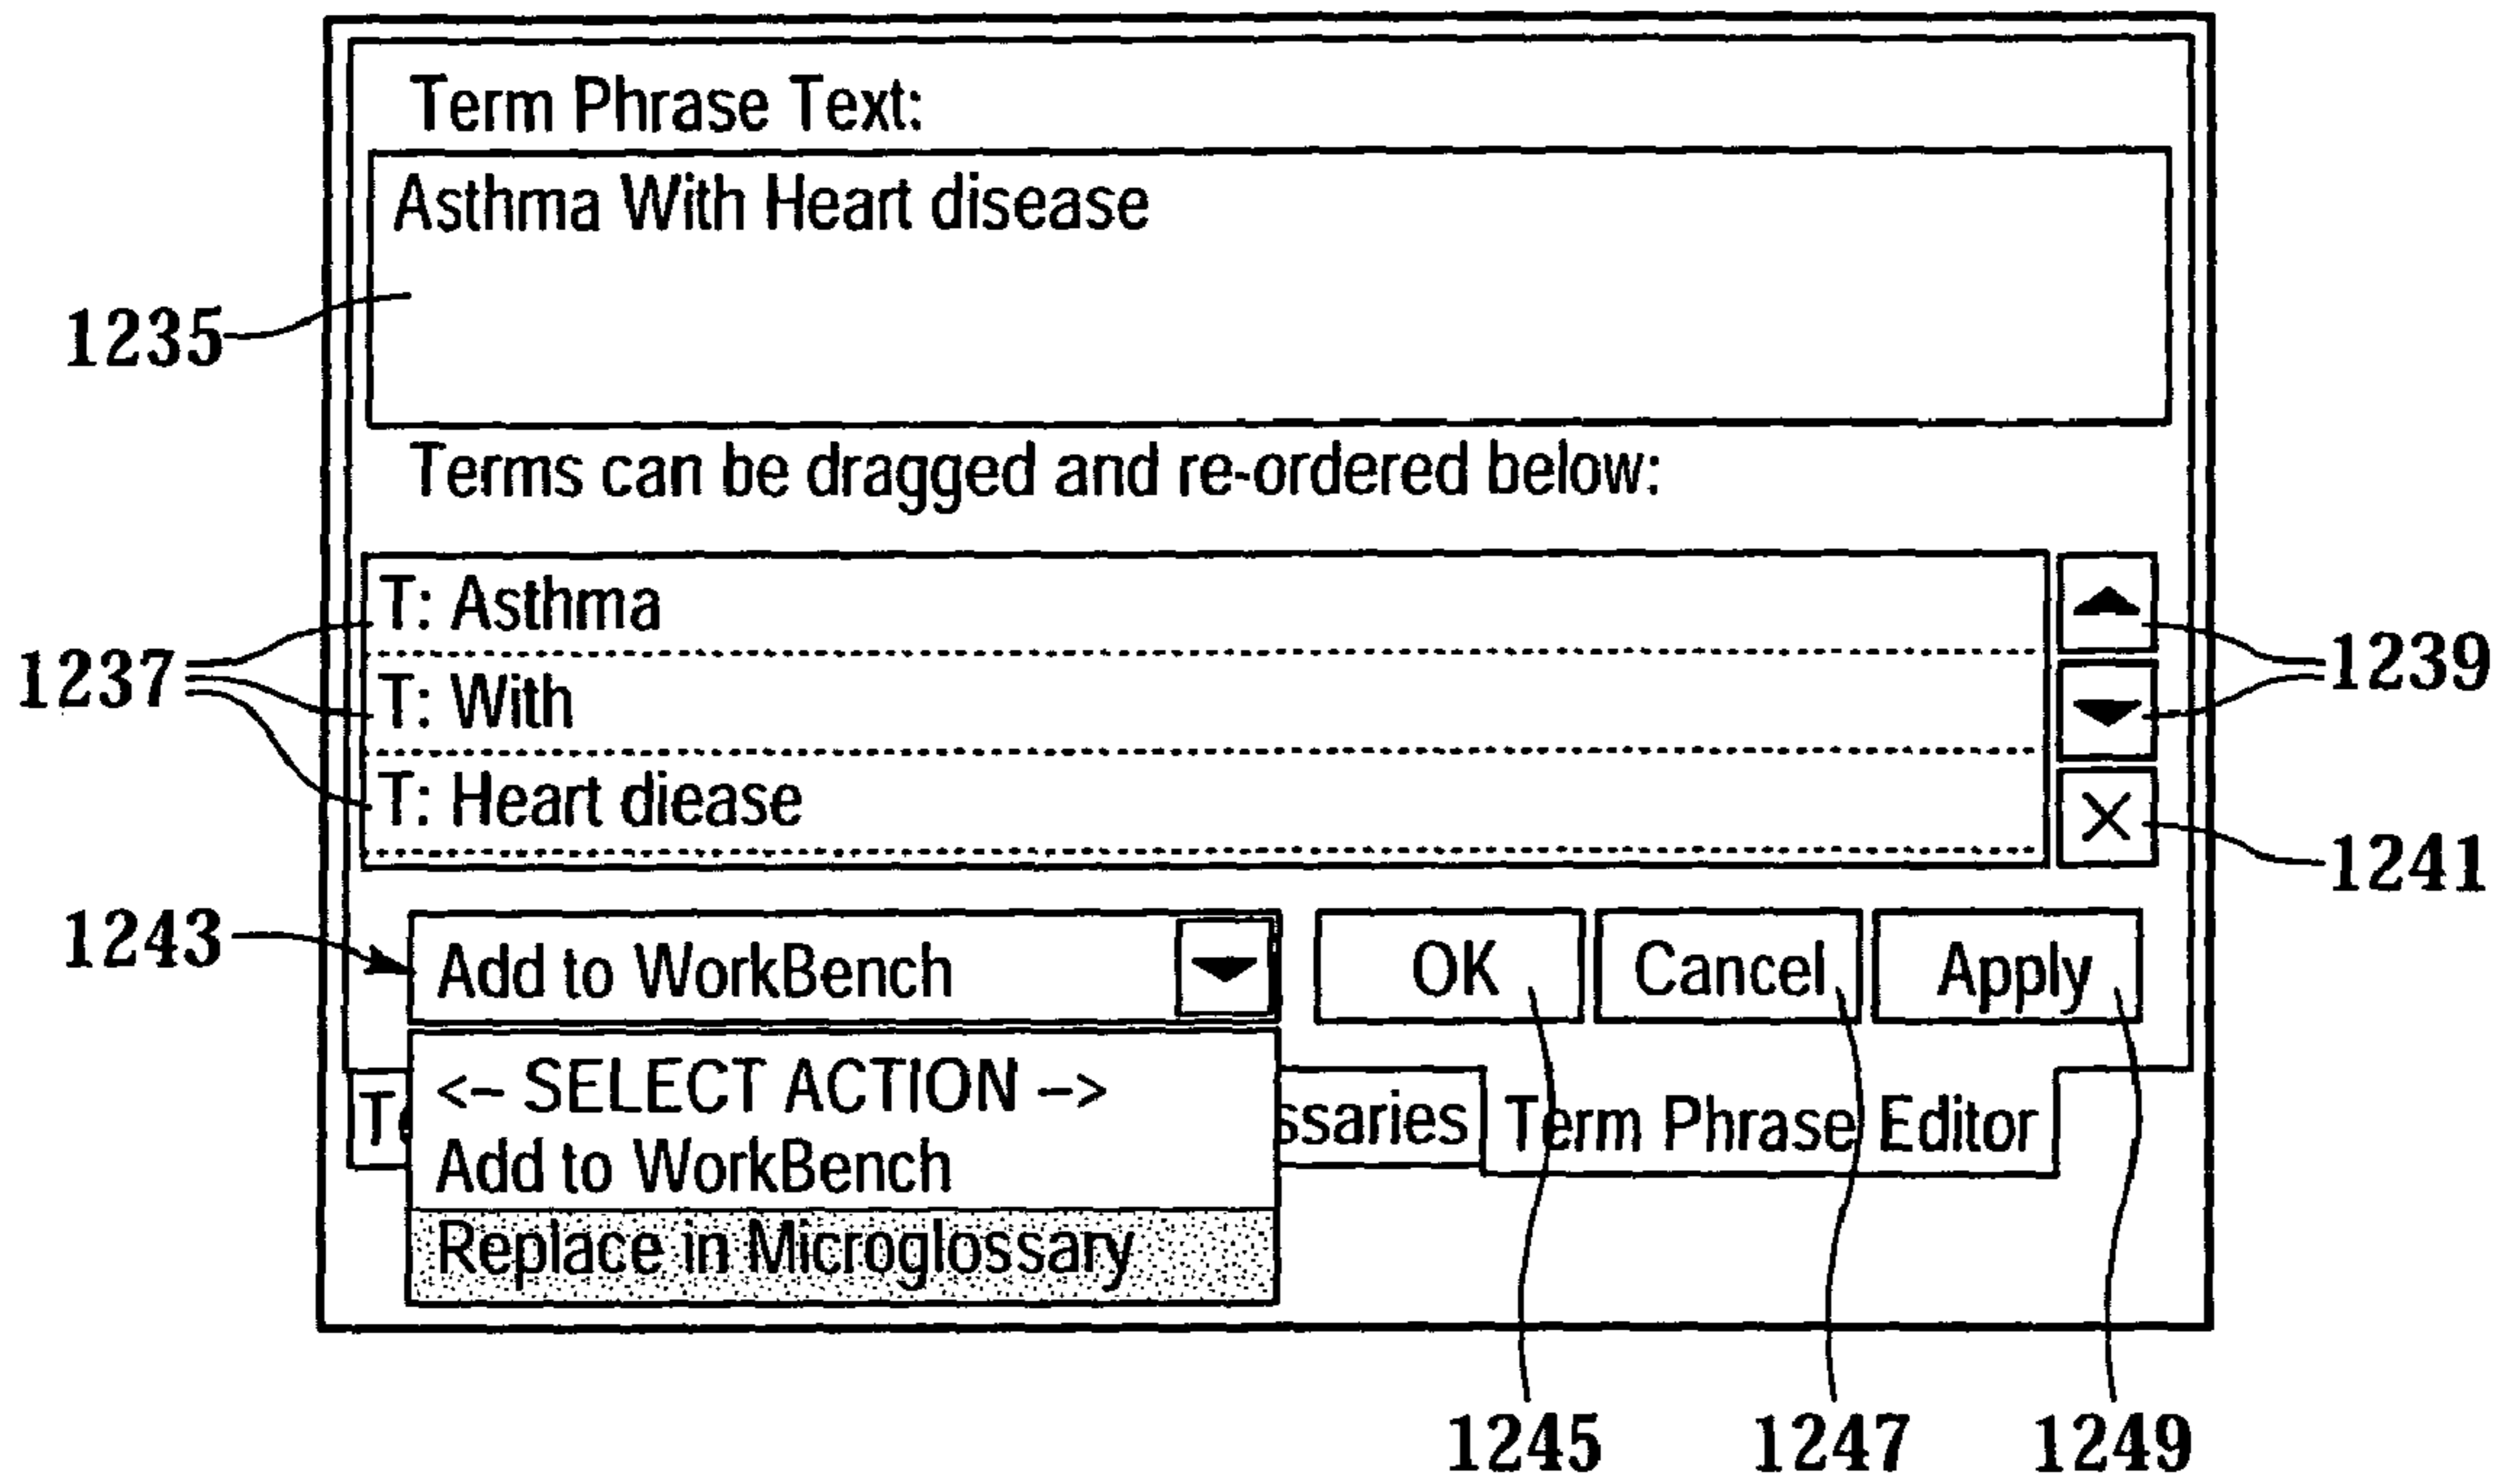 Term Phrase Text:
Asthma With Heart disease
1235
Terms can be dragged and re-ordered below:
T: Asthma
1237
1239
T: With
T: Heart diease
1241
1243
Add to WorkBench
OK
Cancel
Apply
<- SELECT ACTION ->
ssaries
Term Phrase Editor
Add to WorkBench
Replace in Microglossary
1245
1247
1249